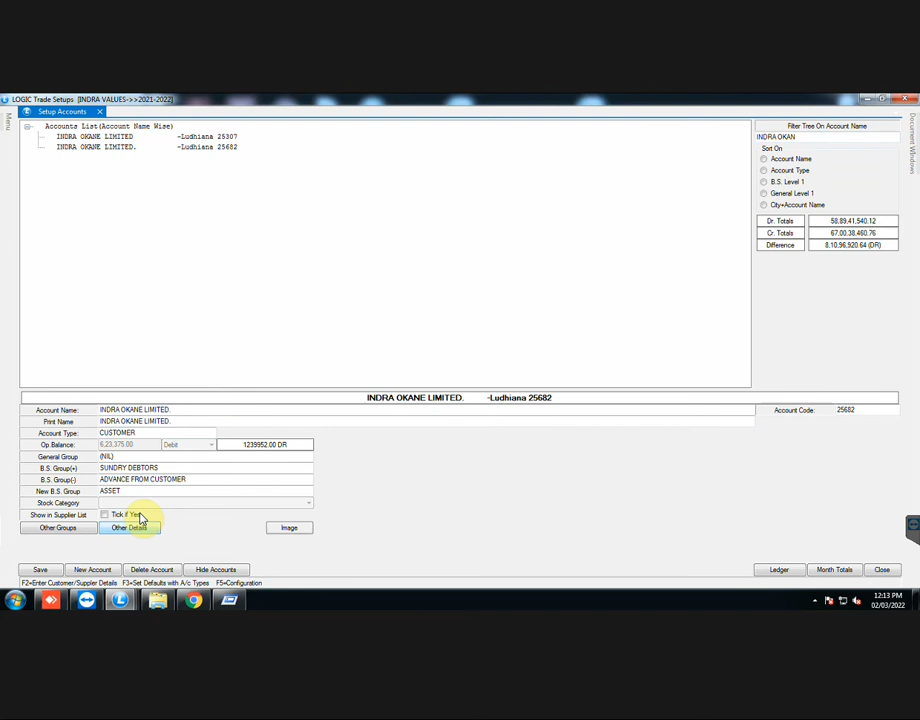 LOGIC Trade Setups [INDRA VALUES->>2021-2022]
Setup Accounts
Menu
Document Windows
Accounts List(Account Name Wise)
INDRA OKANE LIMITED -Ludhiana 25307
INDRA OKANE LIMITED. -Ludhiana 25682
Filter Tree On Account Name
INDRA OKAN
Sort On
Account Name
Account Type
B.S. Level 1
General Level 1
City+Account Name
Dr. Totals 58,89,41,540.12
Cr. Totals 67,00,38,460.76
Difference 8,10,96,920.64 (DR)
INDRA OKANE LIMITED. -Ludhiana 25682
Account Name: INDRA OKANE LIMITED. Account Code: 25682
Print Name INDRA OKANE LIMITED.
Account Type: CUSTOMER
Op.Balance: 6,23,375.00 Debit 1239952.00 DR
General Group (NIL)
B.S. Group(+) SUNDRY DEBTORS
B.S. Group(-) ADVANCE FROM CUSTOMER
New B.S. Group ASSET
Stock Category
Show in Supplier List Tick if Yes
Other Groups Other Details Image
Save New Account Delete Account Hide Accounts Ledger Month Totals Close
F2=Enter Customer/Suppler Details F3=Set Defaults with A/c Types F5=Configuration
12:13 PM
02/03/2022